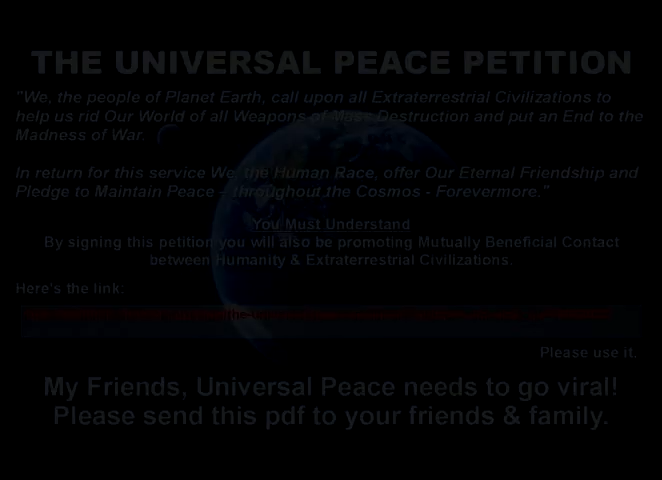 THE UNIVERSAL PEACE PETITION
"We, the people of Planet Earth, call upon all Extraterrestrial Civilizations to
help us rid Our World of all Weapons of Mass Destruction and put an End to the
Madness of War.
In return for this service We, the Human Race, offer Our Eternal Friendship and
Pledge to Maintain Peace - throughout the Cosmos - Forevermore."
You Must Understand
By signing this petition you will also be promoting Mutually Beneficial Contact
between Humanity & Extraterrestrial Civilizations.
Here's the link:
Please use it.
My Friends, Universal Peace needs to go viral!
Please send this pdf to your friends & family.